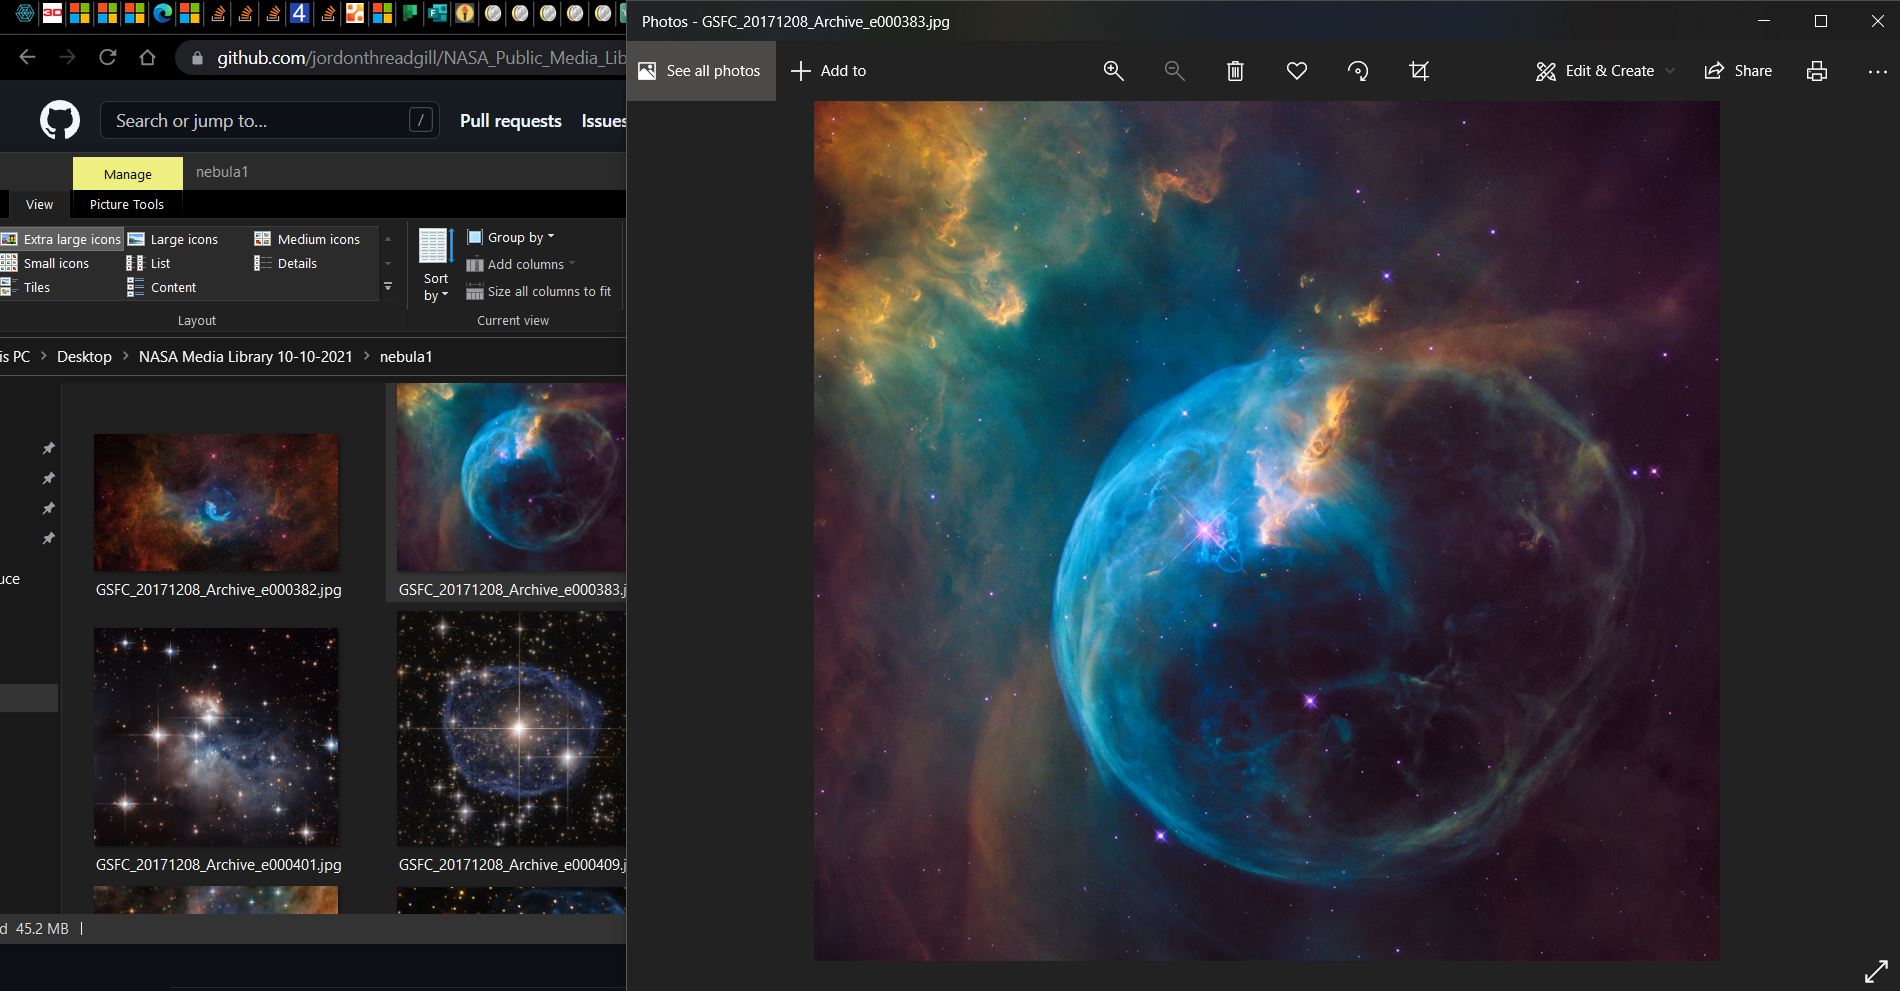 3D
4
F
github.com/jordonthreadgill/NASA_Public_Media_Lib
Search or jump to... /
Pull requests Issues
Manage nebula1
View Picture Tools
Extra large icons Large icons Medium icons
Small icons List Details
Tiles Content
Layout
Sort by
Group by
Add columns
Size all columns to fit
Current view
is PC > Desktop > NASA Media Library 10-10-2021 > nebula1
uce
GSFC_20171208_Archive_e000382.jpg GSFC_20171208_Archive_e000383.j
GSFC_20171208_Archive_e000401.jpg GSFC_20171208_Archive_e000409.j
d 45.2 MB
Photos - GSFC_20171208_Archive_e000383.jpg
See all photos Add to Edit & Create Share